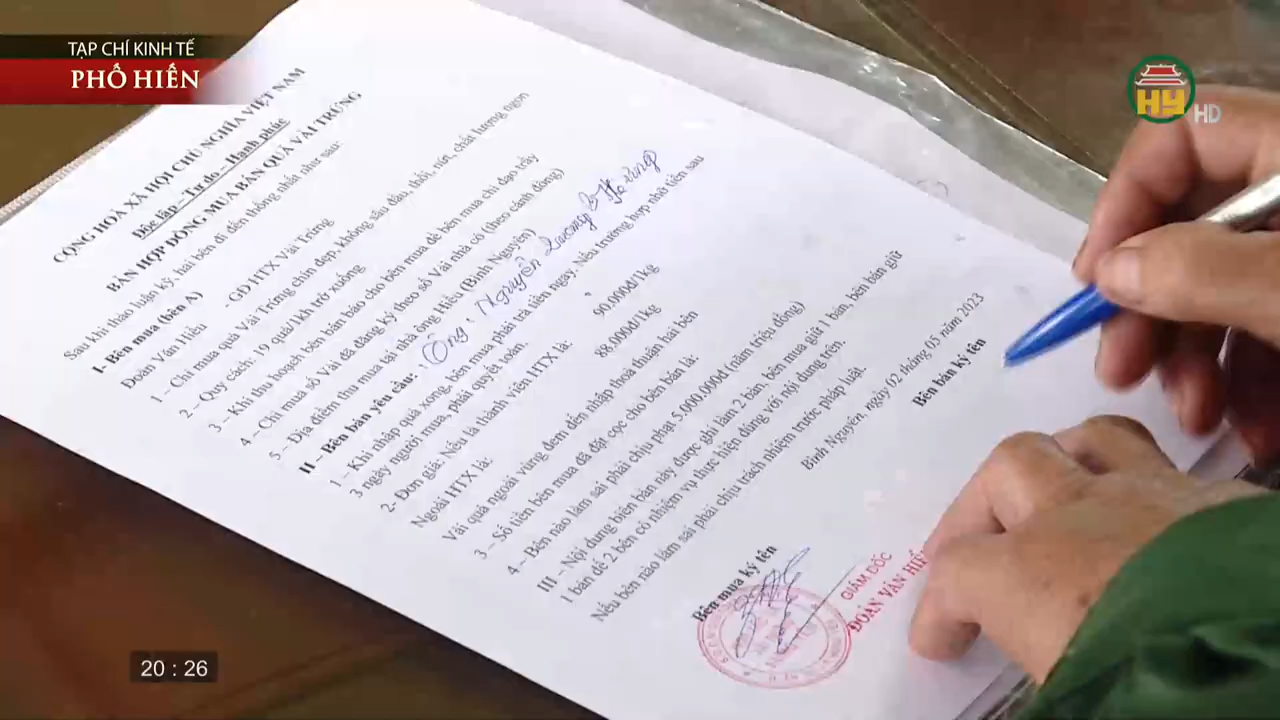 TẠP CHÍ KINH TẾ
PHỐ HIẾN
HY HD
CỘNG HOÀ XÃ HỘI CHỦ NGHĨA VIỆT NAM
Độc lập – Tự do – Hạnh phúc
BẢN HỢP ĐỒNG MUA BÁN QUẢ VẢI TRỨNG
Sau khi thảo luận kỹ, hai bên đi đến thống nhất như sau:
I- Bên mua (bên A)
Đoàn Văn Hiếu - GĐ HTX Vải Trứng
1 – Chỉ mua quả Vải Trứng chín đẹp, không sâu đầu, thối, nứt, chất lượng ngon
2 – Quy cách: 19 quả/1kh trở xuống
3 – Khi thu hoạch bên bán báo cho bên mua để bên mua chỉ đạo trẩy
4 – Chỉ mua số Vải đã đăng ký theo số Vải nhà có (theo cánh đồng)
5 – Địa điểm thu mua tại nhà ông Hiếu (Bình Nguyên)
II – Bên bán yêu cầu: Ông: Nguyễn Lương
1 – Khi nhập quả xong, bên mua phải trả tiền ngay. Nếu trường hợp nhỡ tiền sau
3 ngày người mua, phải quyết toán.
2- Đơn giá: Nếu là thành viên HTX là: 90.000đ/1kg
Ngoài HTX là: 88.000đ/1kg
Vải quả ngoài vùng đem đến nhập thoả thuận hai bên
3 – Số tiền bên mua đã đặt cọc cho bên bán là:
4 – Bên nào làm sai phải chịu phạt 5.000.000đ (năm triệu đồng)
III – Nội dung biên bản này được ghi làm 2 bản, bên mua giữ 1 bản, bên bán giữ
1 bản để 2 bên có nhiệm vụ thực hiện đúng với nội dung trên.
Nếu bên nào làm sai phải chịu trách nhiệm trước pháp luật.
Bình Nguyên, ngày 02 tháng 05 năm 2023
Bên mua ký tên Bên bán ký tên
GIÁM ĐỐC
ĐOÀN VĂN HIẾU
20 : 26